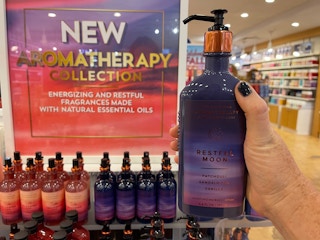 NEW
AROMATHERAPY
COLLECTION
ENERGIZING AND RESTFUL
FRAGRANCES MADE
WITH NATURAL ESSENTIAL OILS
RESTFUL
MOON